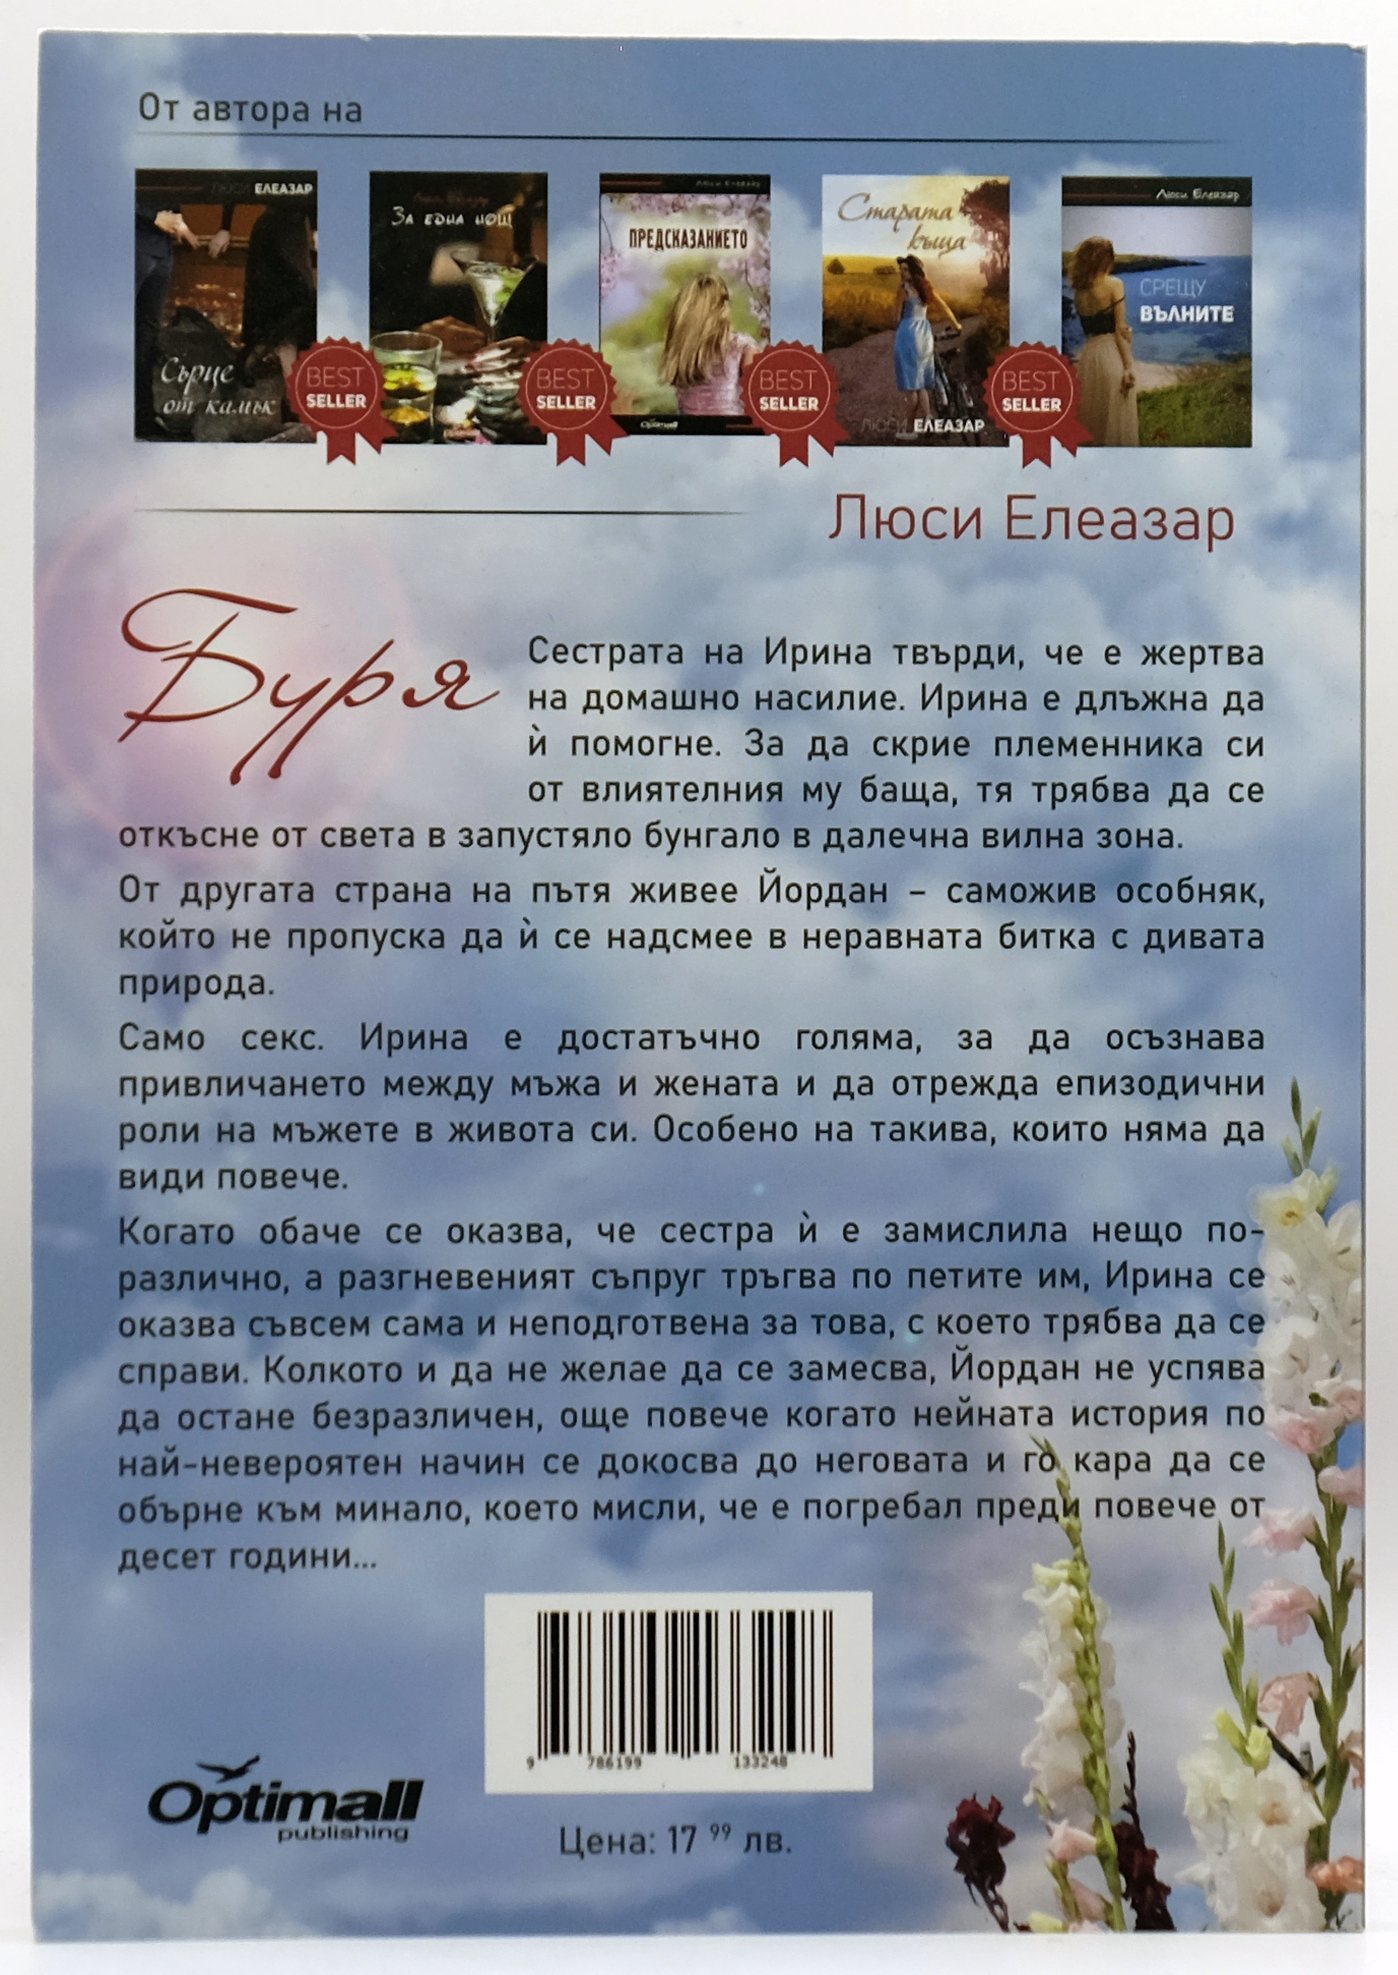 От автора на
ЛЮСИ ЕЛЕАЗАР
Сърце
от камък
BEST
SELLER
За една нощ
BEST
SELLER
Люси Елеазар
ПРЕДСКАЗАНИЕТО
Optimall
BEST
SELLER
Старата
къща
ЛЮСИ ЕЛЕАЗАР
BEST
SELLER
Люси Елеазар
СРЕЩУ
ВЪЛНИТЕ
Люси Елеазар
Буря
Сестрата на Ирина твърди, че е жертва
на домашно насилие. Ирина е длъжна да
ѝ помогне. За да скрие племенника си
от влиятелния му баща, тя трябва да се
откъсне от света в запустяло бунгало в далечна вилна зона.
От другата страна на пътя живее Йордан – саможив особняк,
който не пропуска да ѝ се надсмее в неравната битка с дивата
природа.
Само секс. Ирина е достатъчно голяма, за да осъзнава
привличането между мъжа и жената и да отрежда епизодични
роли на мъжете в живота си. Особено на такива, които няма да
види повече.
Когато обаче се оказва, че сестра ѝ е замислила нещо по-
различно, а разгневеният съпруг тръгва по петите им, Ирина се
оказва съвсем сама и неподготвена за това, с което трябва да се
справи. Колкото и да не желае да се замесва, Йордан не успява
да остане безразличен, още повече когато нейната история по
най-невероятен начин се докосва до неговата и го кара да се
обърне към минало, което мисли, че е погребал преди повече от
десет години...
9 786199 133248
Optimall
publishing
Цена: 17 99 лв.